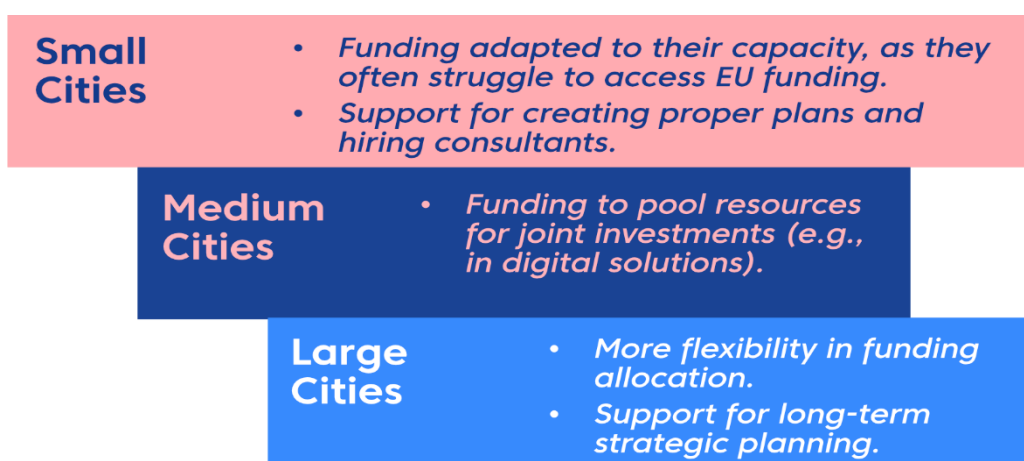 Small
Cities
• Funding adapted to their capacity, as they
often struggle to access EU funding.
• Support for creating proper plans and
hiring consultants.
Medium
Cities
• Funding to pool resources
for joint investments (e.g.,
in digital solutions).
Large
Cities
• More flexibility in funding
allocation.
• Support for long-term
strategic planning.